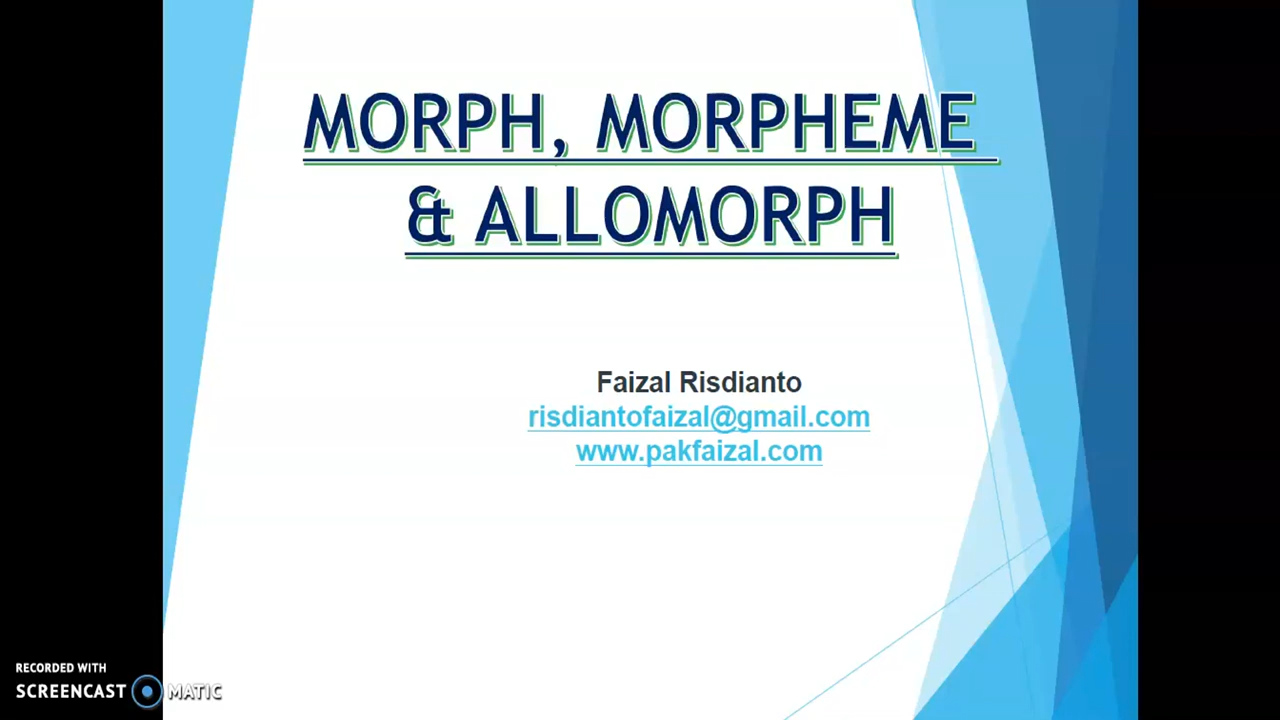 MORPH, MORPHEME
& ALLOMORPH
Faizal Risdianto
risdiantofaizal@gmail.com
www.pakfaizal.com
RECORDED WITH
SCREENCAST MATIC